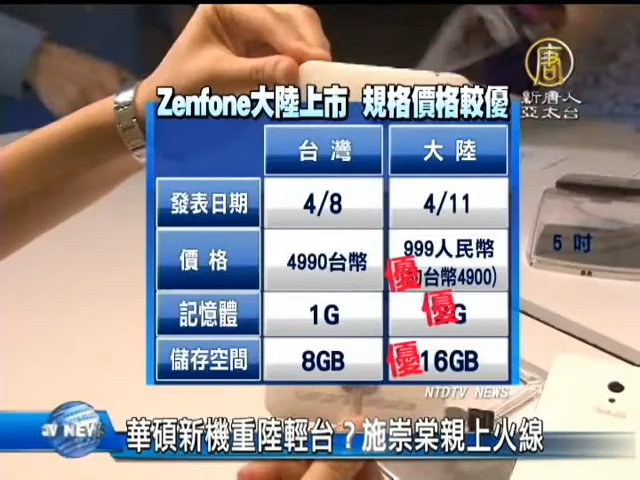 唐
新唐人
亞太台
Zenfone大陸上市 規格價格較優
台灣
大陸
發表日期
4/8
4/11
價格
4990台幣
999人民幣
台幣4900)
優
記憶體
1G
優
G
儲存空間
8GB
優
16GB
5吋
NTDTV NEWS
TV NEWS
華碩新機重陸輕台？施崇棠親上火線